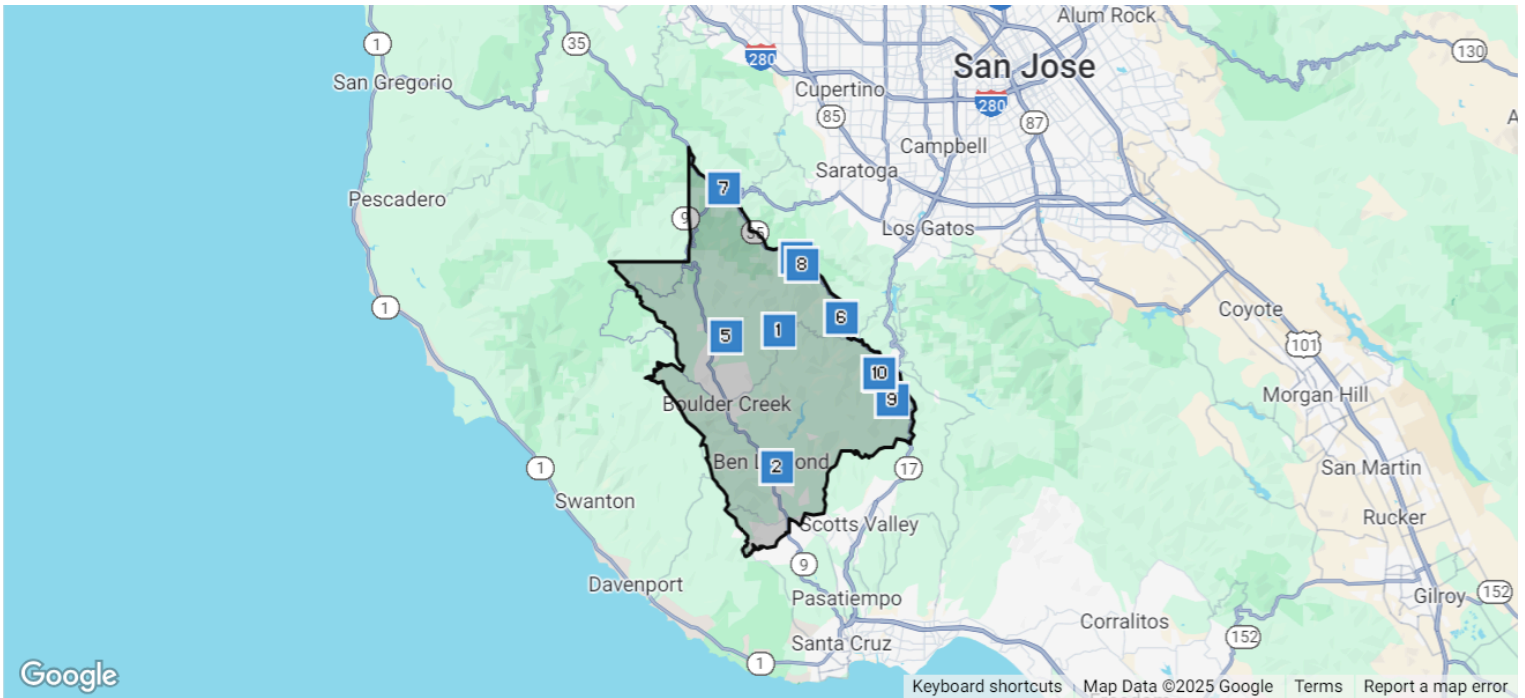 Alum Rock
1
35
130
280
San Jose
San Gregorio
Cupertino
280
85
87
Campbell
Saratoga
7
Pescadero
9
35
Los Gatos
8
1
6
Coyote
1
5
101
10
Morgan Hill
9
Boulder Creek
Ben Lomond
2
1
17
San Martin
Swanton
Rucker
Scotts Valley
9
Davenport
152
Gilroy
Pasatiempo
Corralitos
152
Santa Cruz
1
Google
Keyboard shortcuts
Map Data ©2025 Google
Terms
Report a map error